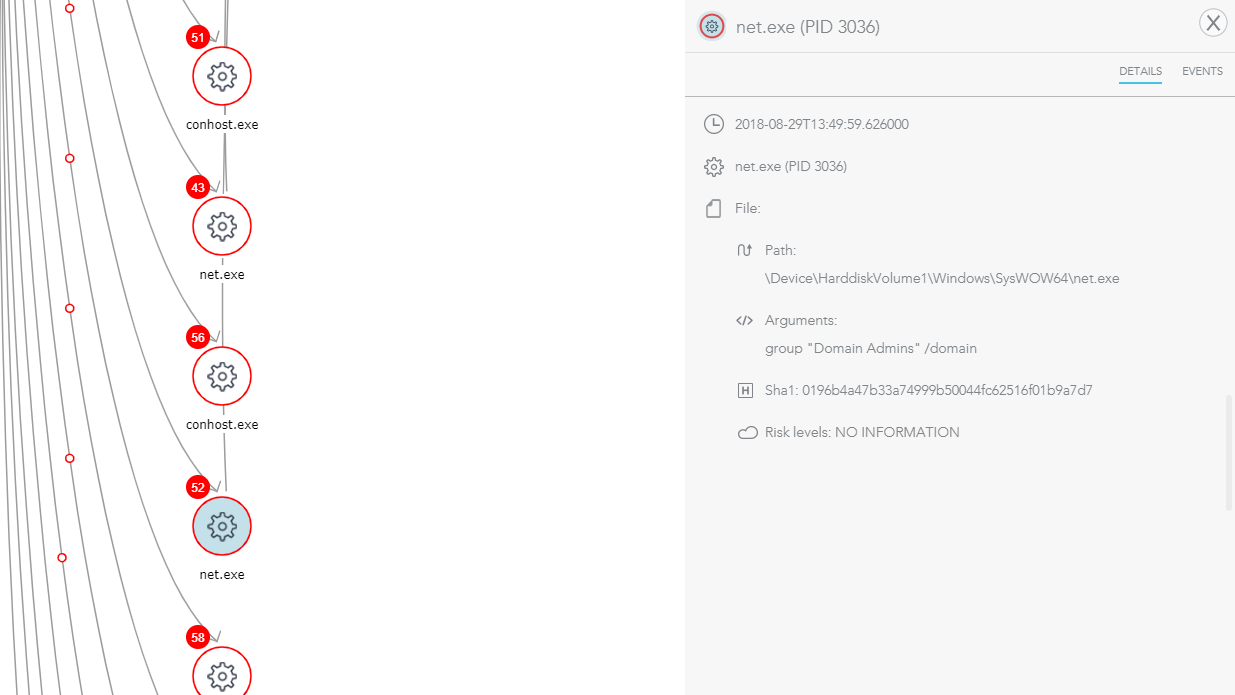 51
conhost.exe
43
net.exe
56
conhost.exe
52
net.exe
58
net.exe (PID 3036)
X
DETAILS EVENTS
2018-08-29T13:49:59.626000
net.exe (PID 3036)
File:
Path:
\Device\HarddiskVolume1\Windows\SysWOW64\net.exe
</> Arguments:
group "Domain Admins" /domain
H Sha1: 0196b4a47b33a74999b50044fc62516f01b9a7d7
Risk levels: NO INFORMATION